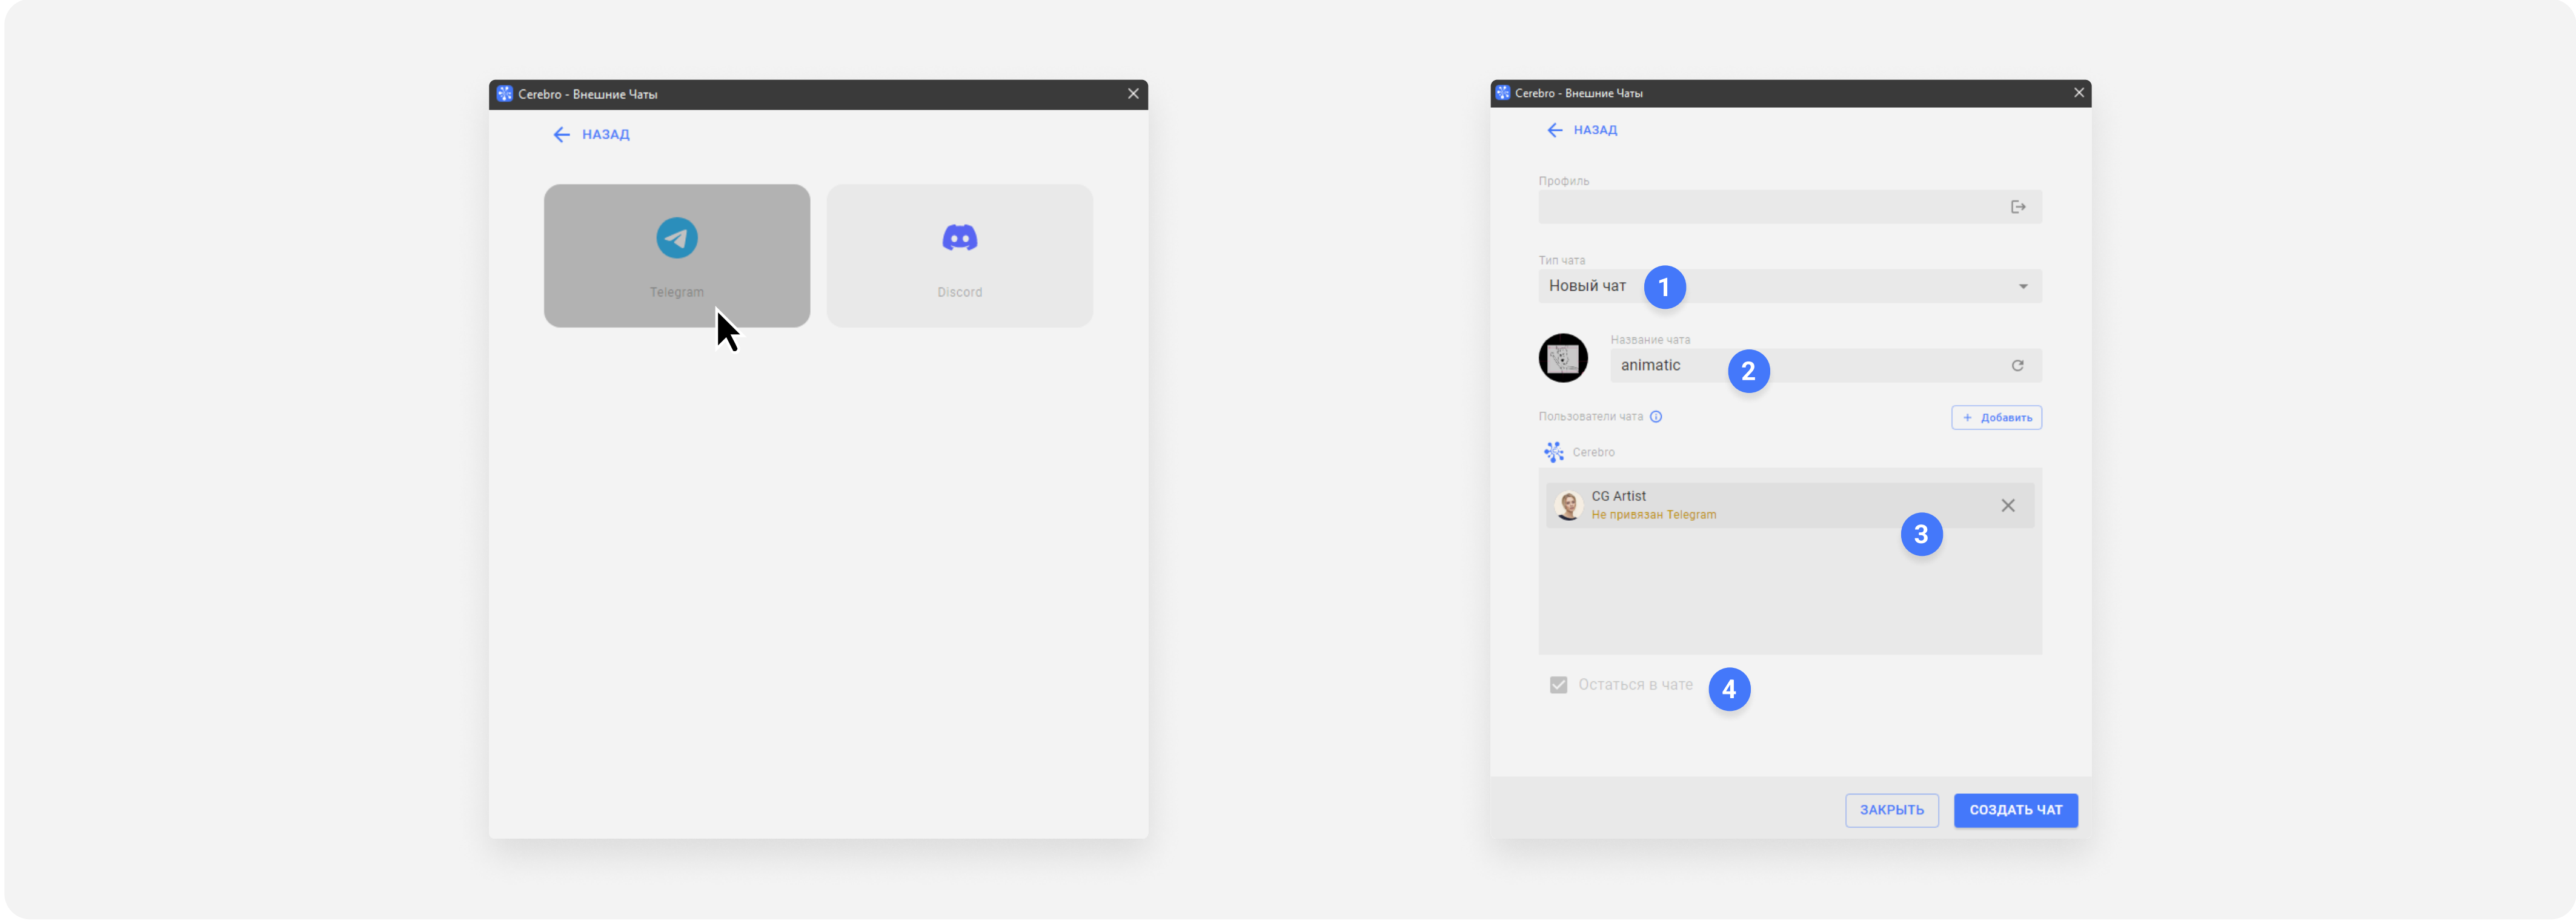 Cerebro - Внешние Чаты
НАЗАД
Telegram
Discord
Cerebro - Внешние Чаты
НАЗАД
Профиль
Тип чата
Новый чат
1
Название чата
animatic
2
Пользователи чата
+ Добавить
Cerebro
CG Artist
Не привязан Telegram
3
Остаться в чате
4
ЗАКРЫТЬ
СОЗДАТЬ ЧАТ